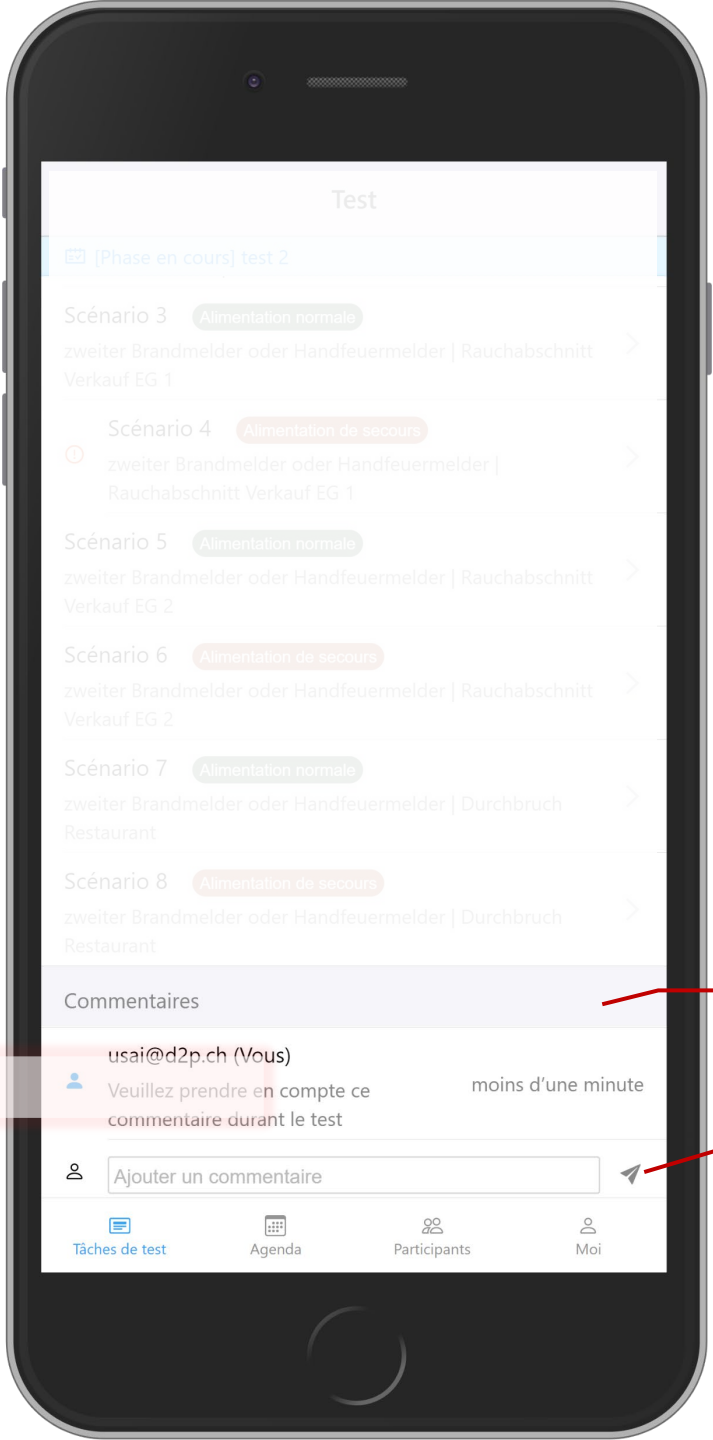 Test
[Phase en cours] test 2
Scénario 3 Alimentation normale
zweiter Brandmelder oder Handfeuermelder | Rauchabschnitt
Verkauf EG 1
Scénario 4 Alimentation de secours
zweiter Brandmelder oder Handfeuermelder |
Rauchabschnitt Verkauf EG 1
Scénario 5 Alimentation normale
zweiter Brandmelder oder Handfeuermelder | Rauchabschnitt
Verkauf EG 2
Scénario 6 Alimentation de secours
zweiter Brandmelder oder Handfeuermelder | Rauchabschnitt
Verkauf EG 2
Scénario 7 Alimentation normale
zweiter Brandmelder oder Handfeuermelder | Durchbruch
Restaurant
Scénario 8 Alimentation de secours
zweiter Brandmelder oder Handfeuermelder | Durchbruch
Restaurant
Commentaires
usai@d2p.ch (Vous)
Veuillez prendre en compte ce
commentaire durant le test
moins d’une minute
Ajouter un commentaire
Tâches de test Agenda Participants Moi